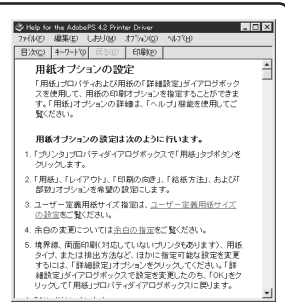 Help for the AdobePS 4.2 Printer Driver
ファイル(F) 編集(E) しおり(M) オプション(O) ヘルプ(H)
目次(C) キーワード(I) 戻る(B) 印刷(P)
用紙オプションの設定
「用紙」プロパティおよび用紙の「詳細設定」ダイアログボック
スを使用して、用紙の印刷オプションを指定することができま
す。「用紙」オプションの詳細は、「ヘルプ」機能を使用してご
覧ください。
用紙オプションの設定は次のように行います。
1. 「プリンタ」プロパティダイアログボックスで「用紙」タブボタンを
クリックします。
2. 「用紙」、「レイアウト」、「印刷の向き」、「給紙方法」、および「
部数」オプションを希望の設定にします。
3. ユーザー定義用紙サイズ指定は、ユーザー定義用紙サイズ
の設定をご覧ください。
4. 余白の変更については余白の指定をご覧ください。
5. 境界線、両面印刷(対応していないプリンタもあります)、用紙
タイプ、または排出方法など、ほかに指定可能な設定を変更
するには、「詳細設定」オプションをクリックしてください。「詳
細設定」ダイアログボックスで設定を変更したのち、「OK」をク
リックして「用紙」プロパティダイアログボックスに戻ります。